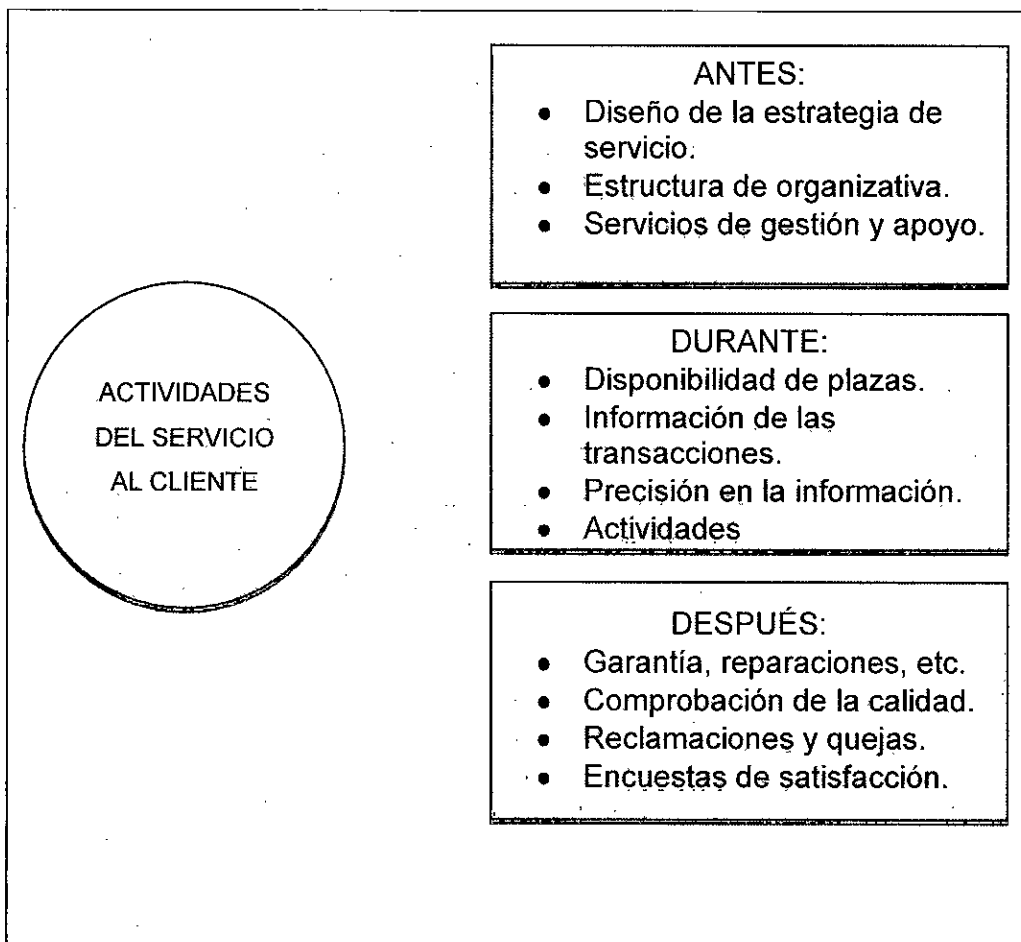 ACTIVIDADES
DEL SERVICIO
AL CLIENTE
ANTES:
• Diseño de la estrategia de
servicio.
• Estructura de organizativa.
• Servicios de gestión y apoyo.
DURANTE:
• Disponibilidad de plazas.
• Información de las
transacciones.
• Precisión en la información.
• Actividades
DESPUÉS:
• Garantía, reparaciones, etc.
• Comprobación de la calidad.
• Reclamaciones y quejas.
• Encuestas de satisfacción.